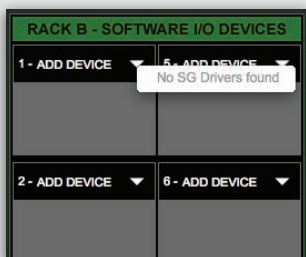 RACK B - SOFTWARE I/O DEVICES
1 - ADD DEVICE
5 - ADD DEVICE
No SG Drivers found
2 - ADD DEVICE
6 - ADD DEVICE